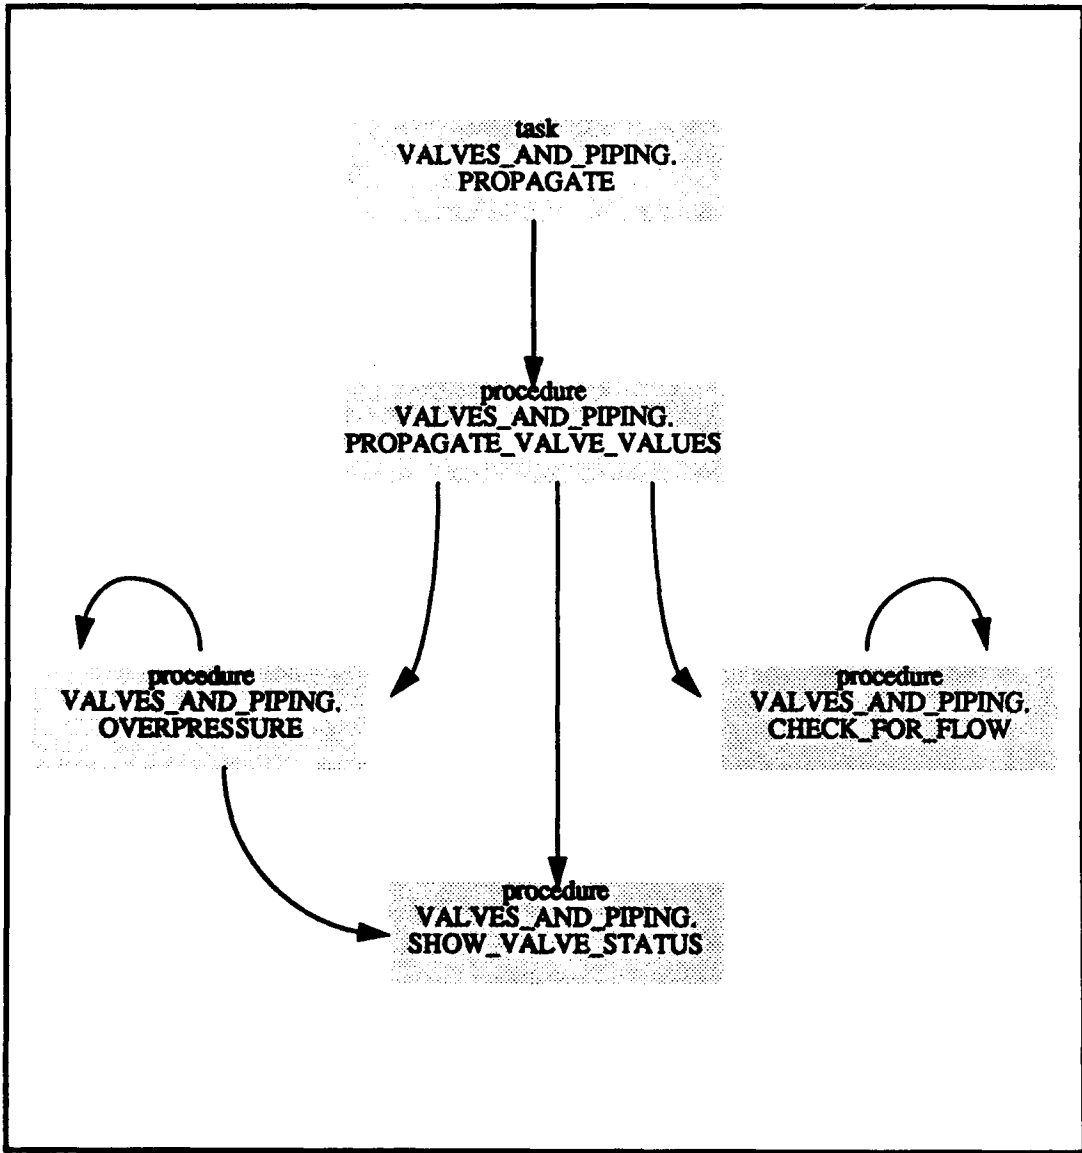 task
VALVES_AND_PIPING.
PROPAGATE
procedure
VALVES_AND_PIPING.
PROPAGATE_VALVE_VALUES
procedure
VALVES_AND_PIPING.
OVERPRESSURE
procedure
VALVES_AND_PIPING.
CHECK_FOR_FLOW
procedure
VALVES_AND_PIPING.
SHOW_VALVE_STATUS